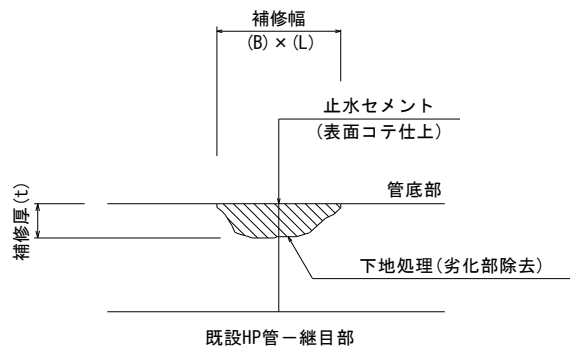 補修幅
(B)×(L)
止水セメント
(表面コテ仕上)
管底部
補修厚(t)
下地処理(劣化部除去)
既設HP管－継目部